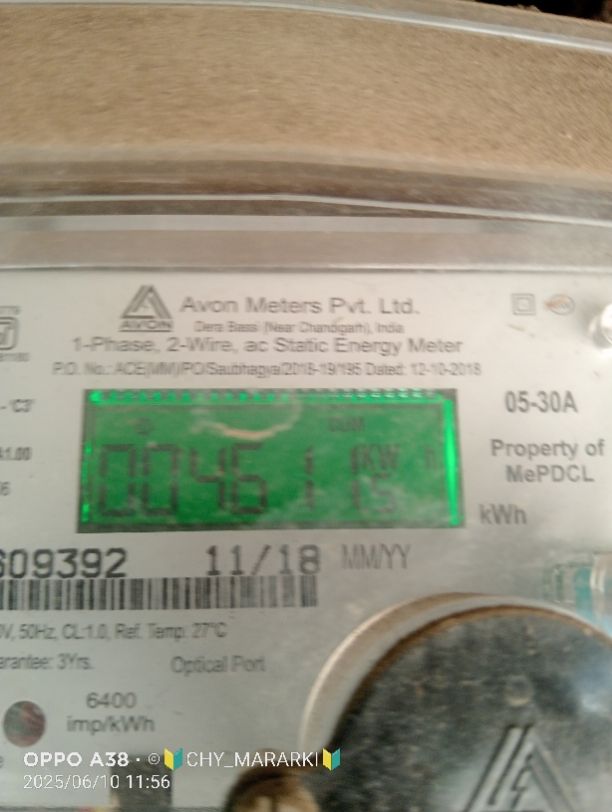 Avon Meters Pvt. Ltd.
AVON
Dera Bassi (Near Chandigarh), India
1-Phase, 2-Wire, ac Static Energy Meter
P.O. No.: ACE(MM)/PO/Saubhagya/2018-19/195 Dated: 12-10-2018
- 'C3'
05-30A
CUM
Property of
MePDCL
KW h
kWh
609392
11/18 MM/YY
V, 50Hz, CL:1.0, Ref. Temp: 27°C
arantee: 3Yrs.
Optical Port
6400
imp/kWh
OPPO A38 · ©🔰CHY_MARARKI🔰
2025/06/10 11:56